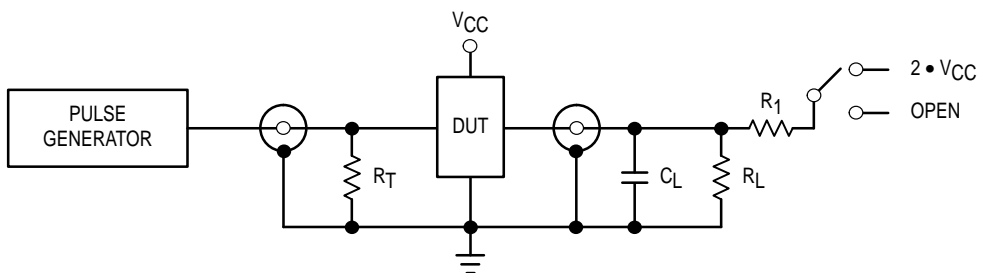 VCC
PULSE
GENERATOR
DUT
RT
CL
RL
R1
2 • VCC
OPEN